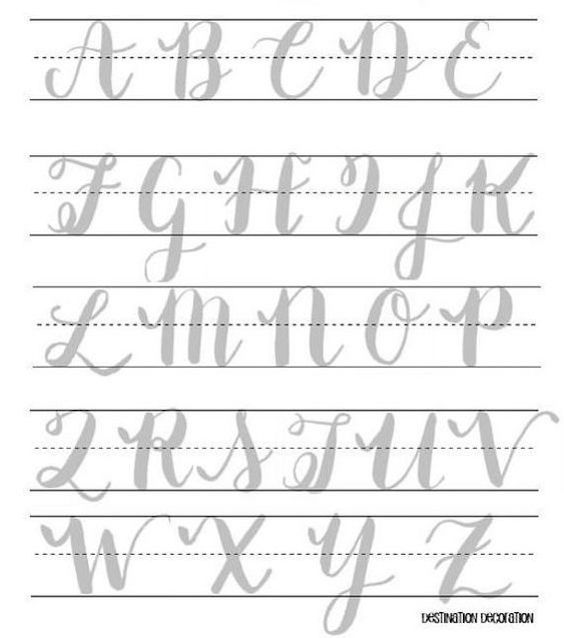 A B C D E
F G H I J K
L M N O P
Q R S T U V
W X Y Z
DESTINATION DECORATION